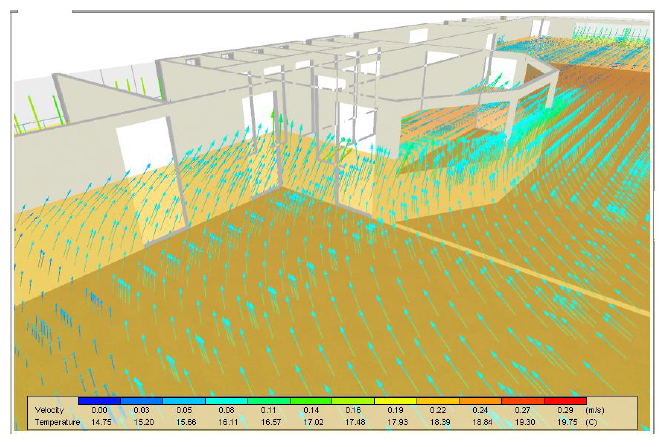 Velocity 0.00 0.03 0.05 0.08 0.11 0.14 0.16 0.19 0.22 0.24 0.27 0.29 (m/s)
Temperature 14.75 15.20 15.66 16.11 16.57 17.02 17.48 17.93 18.39 18.84 19.30 19.75 (C)